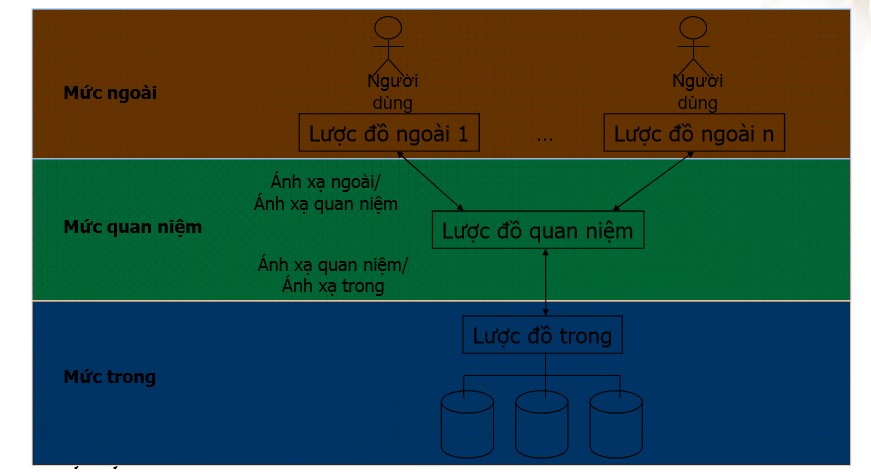 Người
dùng
Người
dùng
Mức ngoài
Lược đồ ngoài 1
...
Lược đồ ngoài n
Ánh xạ ngoài/
Ánh xạ quan niệm
Mức quan niệm
Lược đồ quan niệm
Ánh xạ quan niệm/
Ánh xạ trong
Lược đồ trong
Mức trong